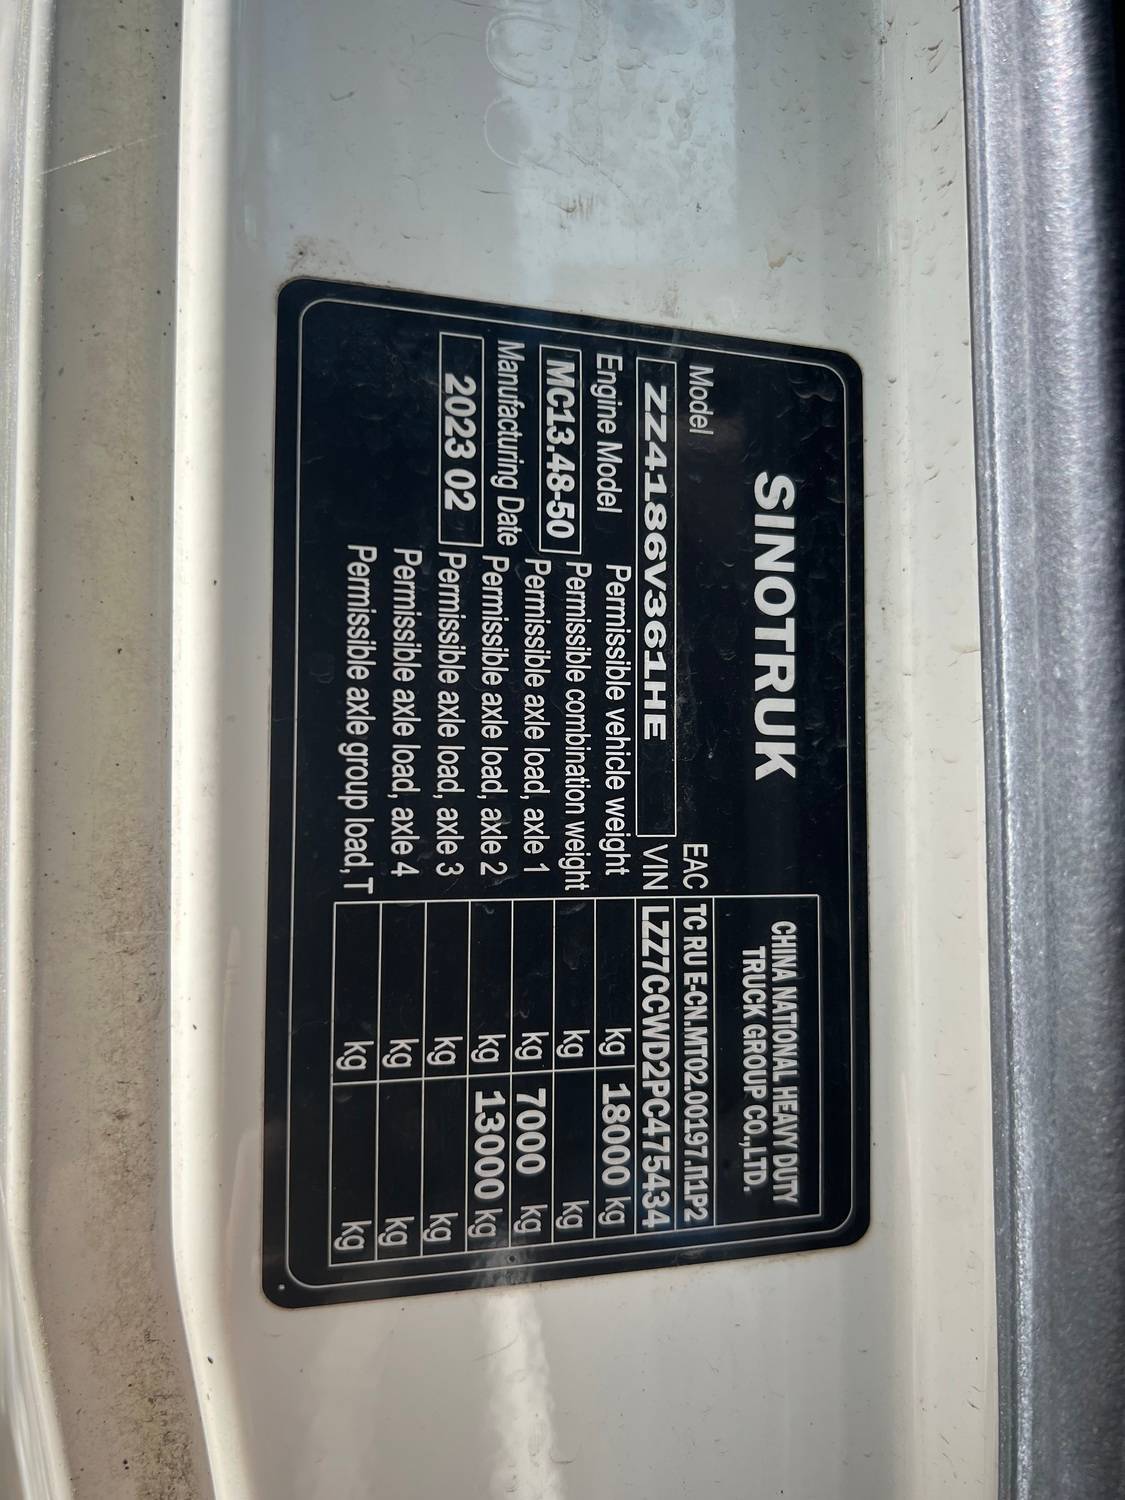 SINOTRUK
CHINA NATIONAL HEAVY DUTY
TRUCK GROUP CO.,LTD.
Model
EAC TC RU E-CN.MT02.00197.П1P2
ZZ4186V361HE
VIN LZZ7CCWD2PC475434
Engine Model
Permissible vehicle weight kg 18000 kg
MC13.48-50
Permissible combination weight kg kg
Manufacturing Date
Permissible axle load, axle 1 kg 7000 kg
2023 02
Permissible axle load, axle 2 kg 13000 kg
Permissible axle load, axle 3 kg kg
Permissible axle load, axle 4 kg kg
Permissible axle group load, T kg kg